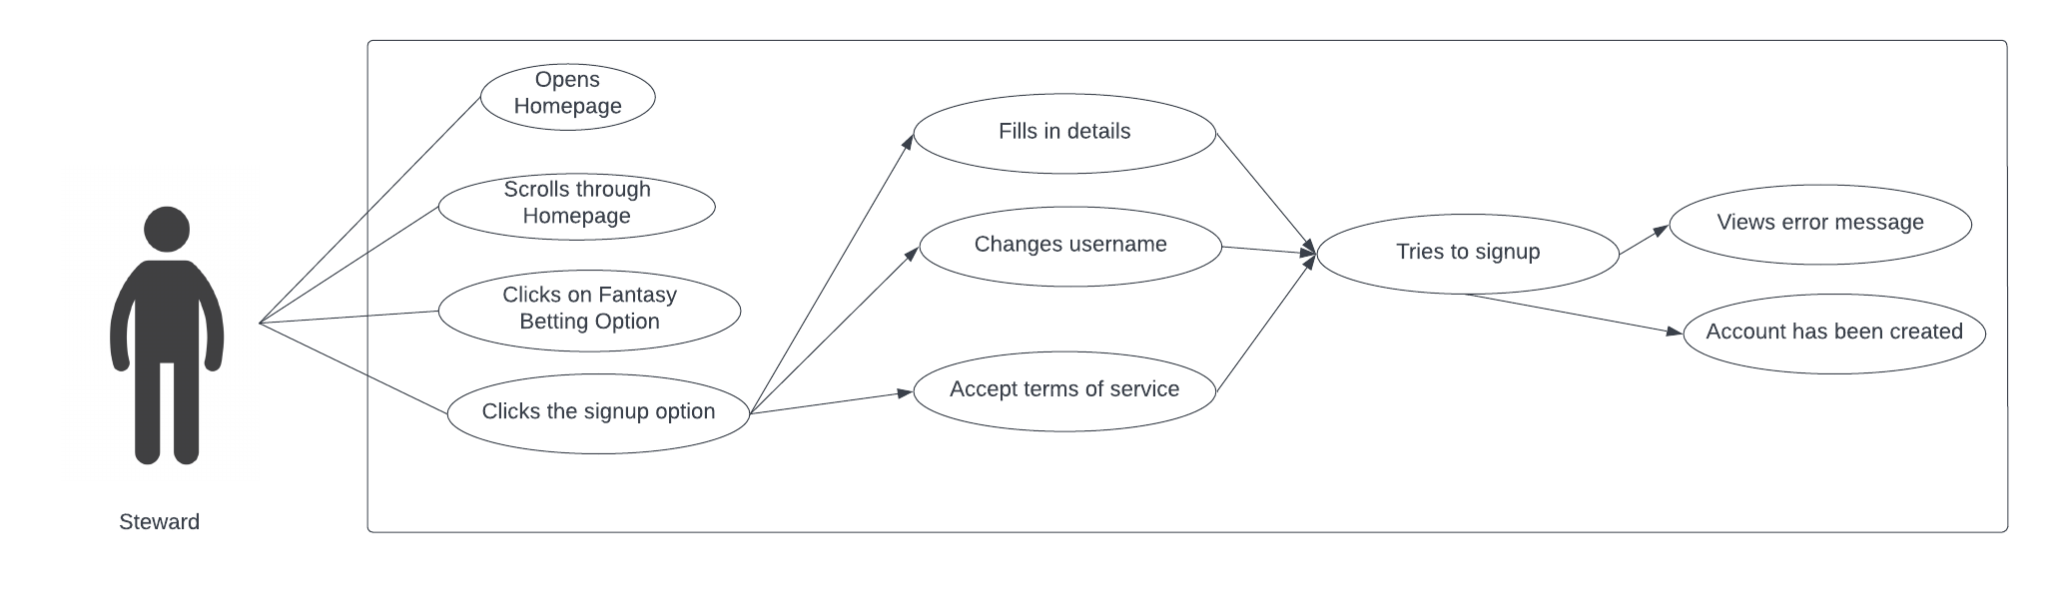 Opens
Homepage
Scrolls through
Homepage
Clicks on Fantasy
Betting Option
Clicks the signup option
Fills in details
Changes username
Accept terms of service
Tries to signup
Views error message
Account has been created
Steward